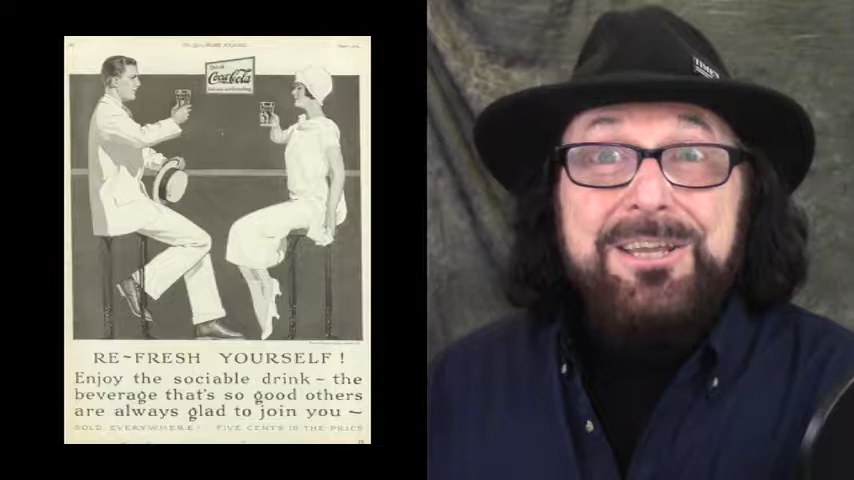 Drink
Coca-Cola
RE~FRESH YOURSELF!
Enjoy the sociable drink ~ the
beverage that's so good others
are always glad to join you ~
SOLD EVERYWHERE! FIVE CENTS IS THE PRICE